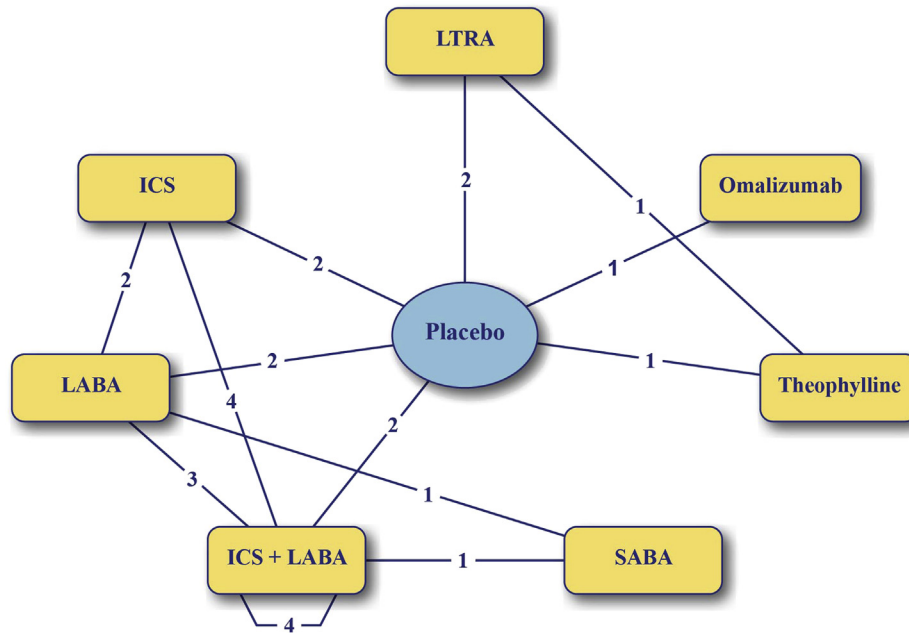 LTRA
ICS
2
Omalizumab
1
2
1
2
Placebo
LABA
2
1
Theophylline
4
2
3
1
ICS + LABA
1
SABA
4